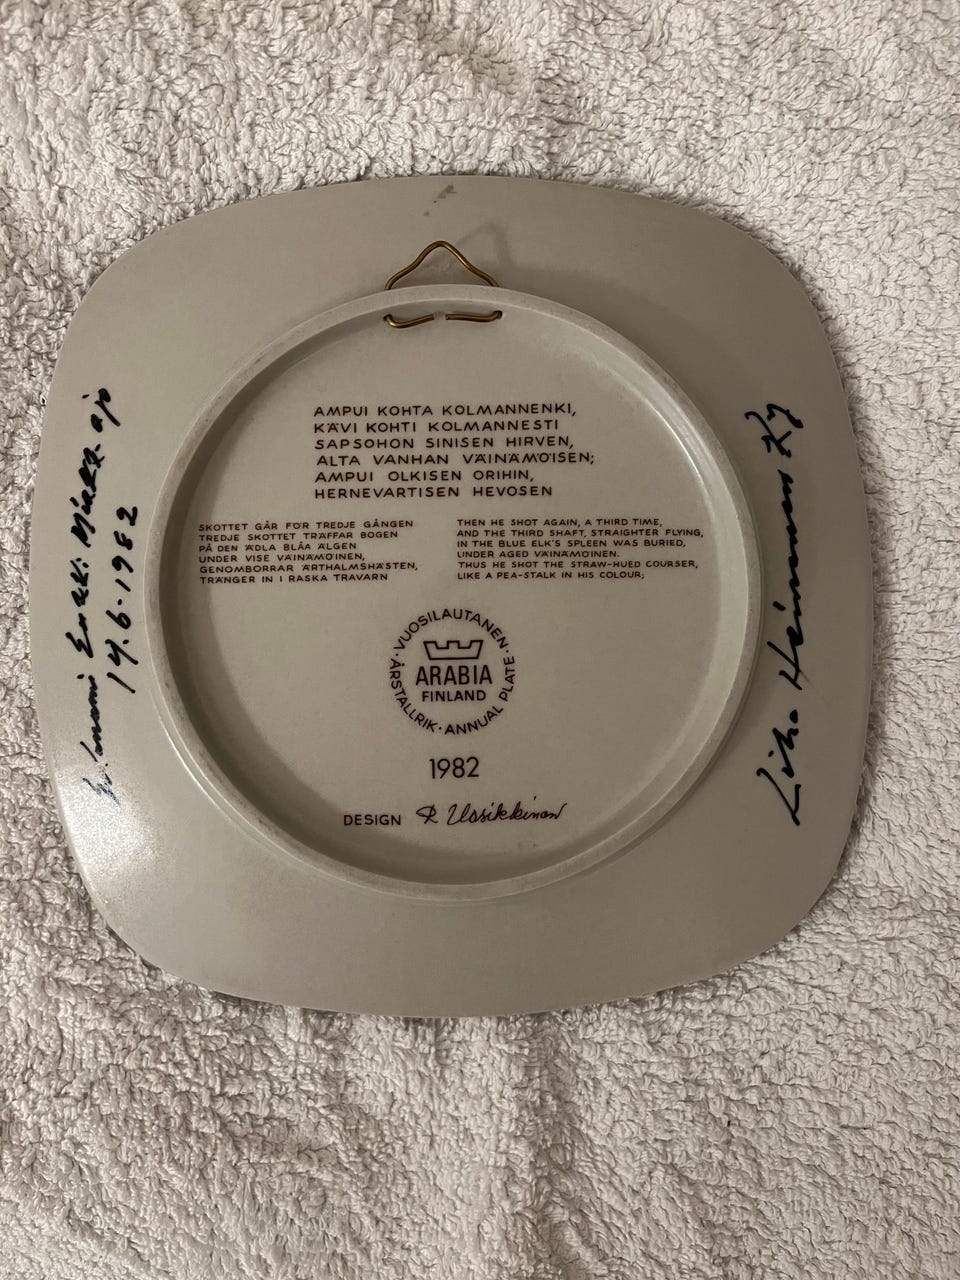 AMPUI KOHTA KOLMANNENKI,
KÄVI KOHTI KOLMANNESTI
SAPSOHON SINISEN HIRVEN,
ALTA VANHAN VÄINÄMÖISEN;
AMPUI OLKISEN ORIHIN,
HERNEVARTISEN HEVOSEN
SKOTTET GÅR FÖR TREDJE GÅNGEN
TREDJE SKOTTET TRÄFFAR BOGEN
PÅ DEN ÄDLA BLÅA ÄLGEN
UNDER VISE VÄINÄMÖINEN,
GENOMBORRAR ÄRTHALMSHÄSTEN,
TRÄNGER IN I RASKA TRAVARN
THEN HE SHOT AGAIN, A THIRD TIME,
AND THE THIRD SHAFT, STRAIGHTER FLYING,
IN THE BLUE ELK'S SPLEEN WAS BURIED,
UNDER AGED VÄINÄMÖINEN.
THUS HE SHOT THE STRAW-HUED COURSER,
LIKE A PEA-STALK IN HIS COLOUR;
VUOSILAUTANEN · ANNUAL PLATE · ÅRSTALLRIK ·
ARABIA
FINLAND
1982
DESIGN R Uosikkinen
14.6.1982
Heinonen Ky